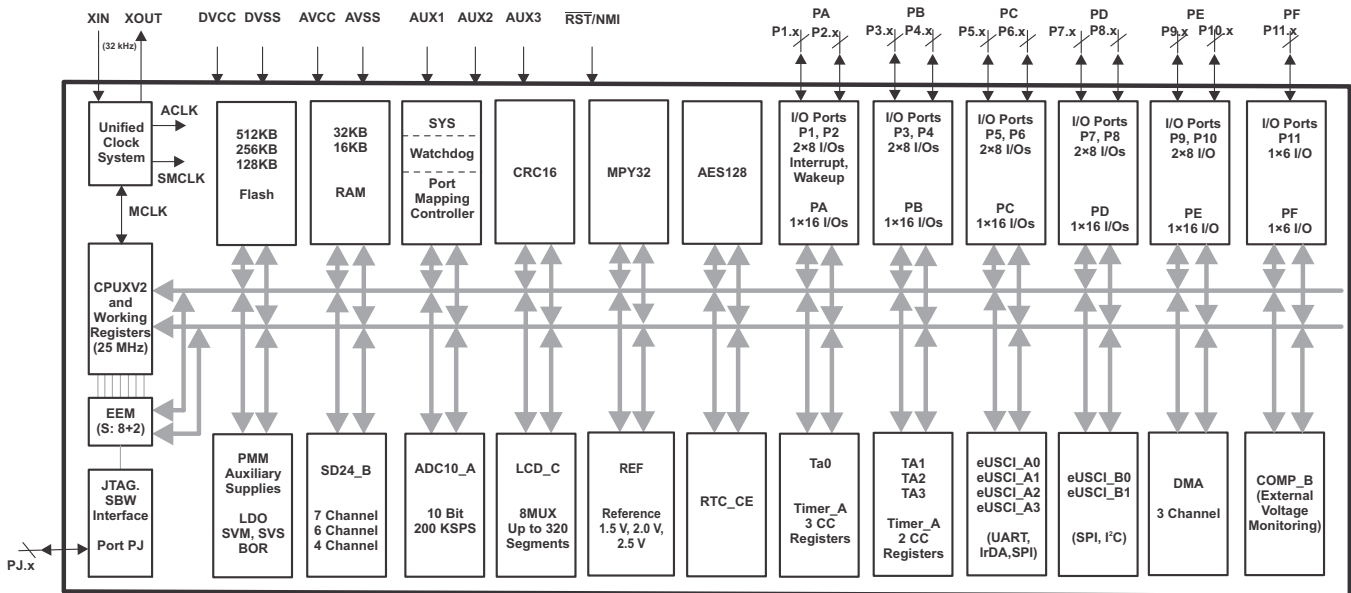 XIN
XOUT
(32 kHz)
DVCC
DVSS
AVCC
AVSS
AUX1
AUX2
AUX3
RST/NMI
PA
P1.x
P2.x
PB
P3.x
P4.x
PC
P5.x
P6.x
PD
P7.x
P8.x
PE
P9.x
P10.x
PF
P11.x
Unified
Clock
System
ACLK
SMCLK
MCLK
512KB
256KB
128KB
Flash
32KB
16KB
RAM
SYS
Watchdog
Port
Mapping
Controller
CRC16
MPY32
AES128
I/O Ports
P1, P2
2×8 I/Os
Interrupt,
Wakeup
PA
1×16 I/Os
I/O Ports
P3, P4
2×8 I/Os
PB
1×16 I/Os
I/O Ports
P5, P6
2×8 I/Os
PC
1×16 I/Os
I/O Ports
P7, P8
2×8 I/Os
PD
1×16 I/Os
I/O Ports
P9, P10
2×8 I/O
PE
1×16 I/O
I/O Ports
P11
1×6 I/O
PF
1×6 I/O
CPUXV2
and
Working
Registers
(25 MHz)
EEM
(S: 8+2)
JTAG.
SBW
Interface
Port PJ
PJ.x
PMM
Auxiliary
Supplies
LDO
SVM, SVS
BOR
SD24_B
7 Channel
6 Channel
4 Channel
ADC10_A
10 Bit
200 KSPS
LCD_C
8MUX
Up to 320
Segments
REF
Reference
1.5 V, 2.0 V,
2.5 V
RTC_CE
Ta0
Timer_A
3 CC
Registers
TA1
TA2
TA3
Timer_A
2 CC
Registers
eUSCI_A0
eUSCI_A1
eUSCI_A2
eUSCI_A3
(UART,
IrDA,SPI)
eUSCI_B0
eUSCI_B1
(SPI, I²C)
DMA
3 Channel
COMP_B
(External
Voltage
Monitoring)